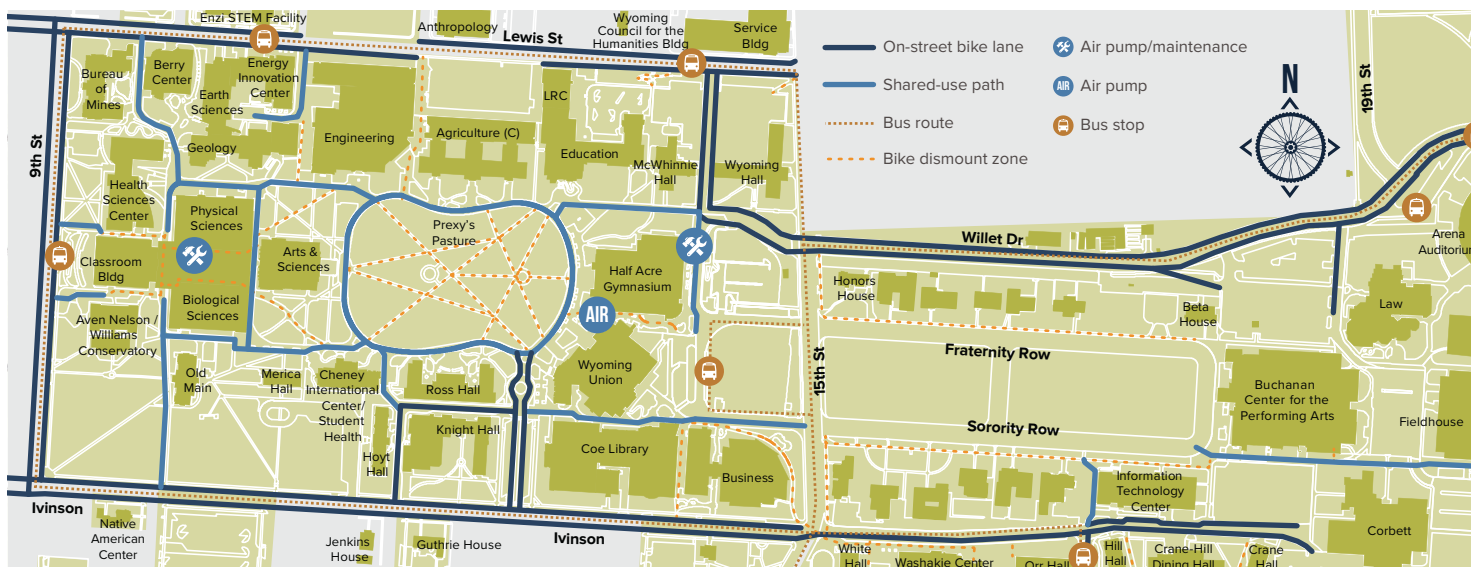 Enzi STEM Facility
Anthropology
Wyoming
Council for the
Humanities Bldg
Service
Bldg
Lewis St
On-street bike lane
Air pump/maintenance
Shared-use path
AIR
Air pump
Bus route
Bus stop
Bike dismount zone
N
19th St
Bureau
of
Mines
Berry
Center
Energy
Innovation
Center
Earth
Sciences
Geology
Engineering
Agriculture (C)
LRC
Education
McWhinnie
Hall
Wyoming
Hall
9th St
Health
Sciences
Center
Physical
Sciences
Prexy's
Pasture
Arts &
Sciences
Classroom
Bldg
Biological
Sciences
Half Acre
Gymnasium
AIR
Willet Dr
Arena
Auditorium
Honors
House
Beta
House
Law
Aven Nelson /
Williams
Conservatory
Old
Main
Merica
Hall
Cheney
International
Center/
Student
Health
Ross Hall
Wyoming
Union
15th St
Fraternity Row
Buchanan
Center for the
Performing Arts
Fieldhouse
Sorority Row
Knight Hall
Hoyt
Hall
Coe Library
Business
Information
Technology
Center
Corbett
Ivinson
Native
American
Center
Jenkins
House
Guthrie House
Ivinson
White
Hall
Washakie Center
Orr Hall
Hill
Hall
Crane-Hill
Dining Hall
Crane
Hall